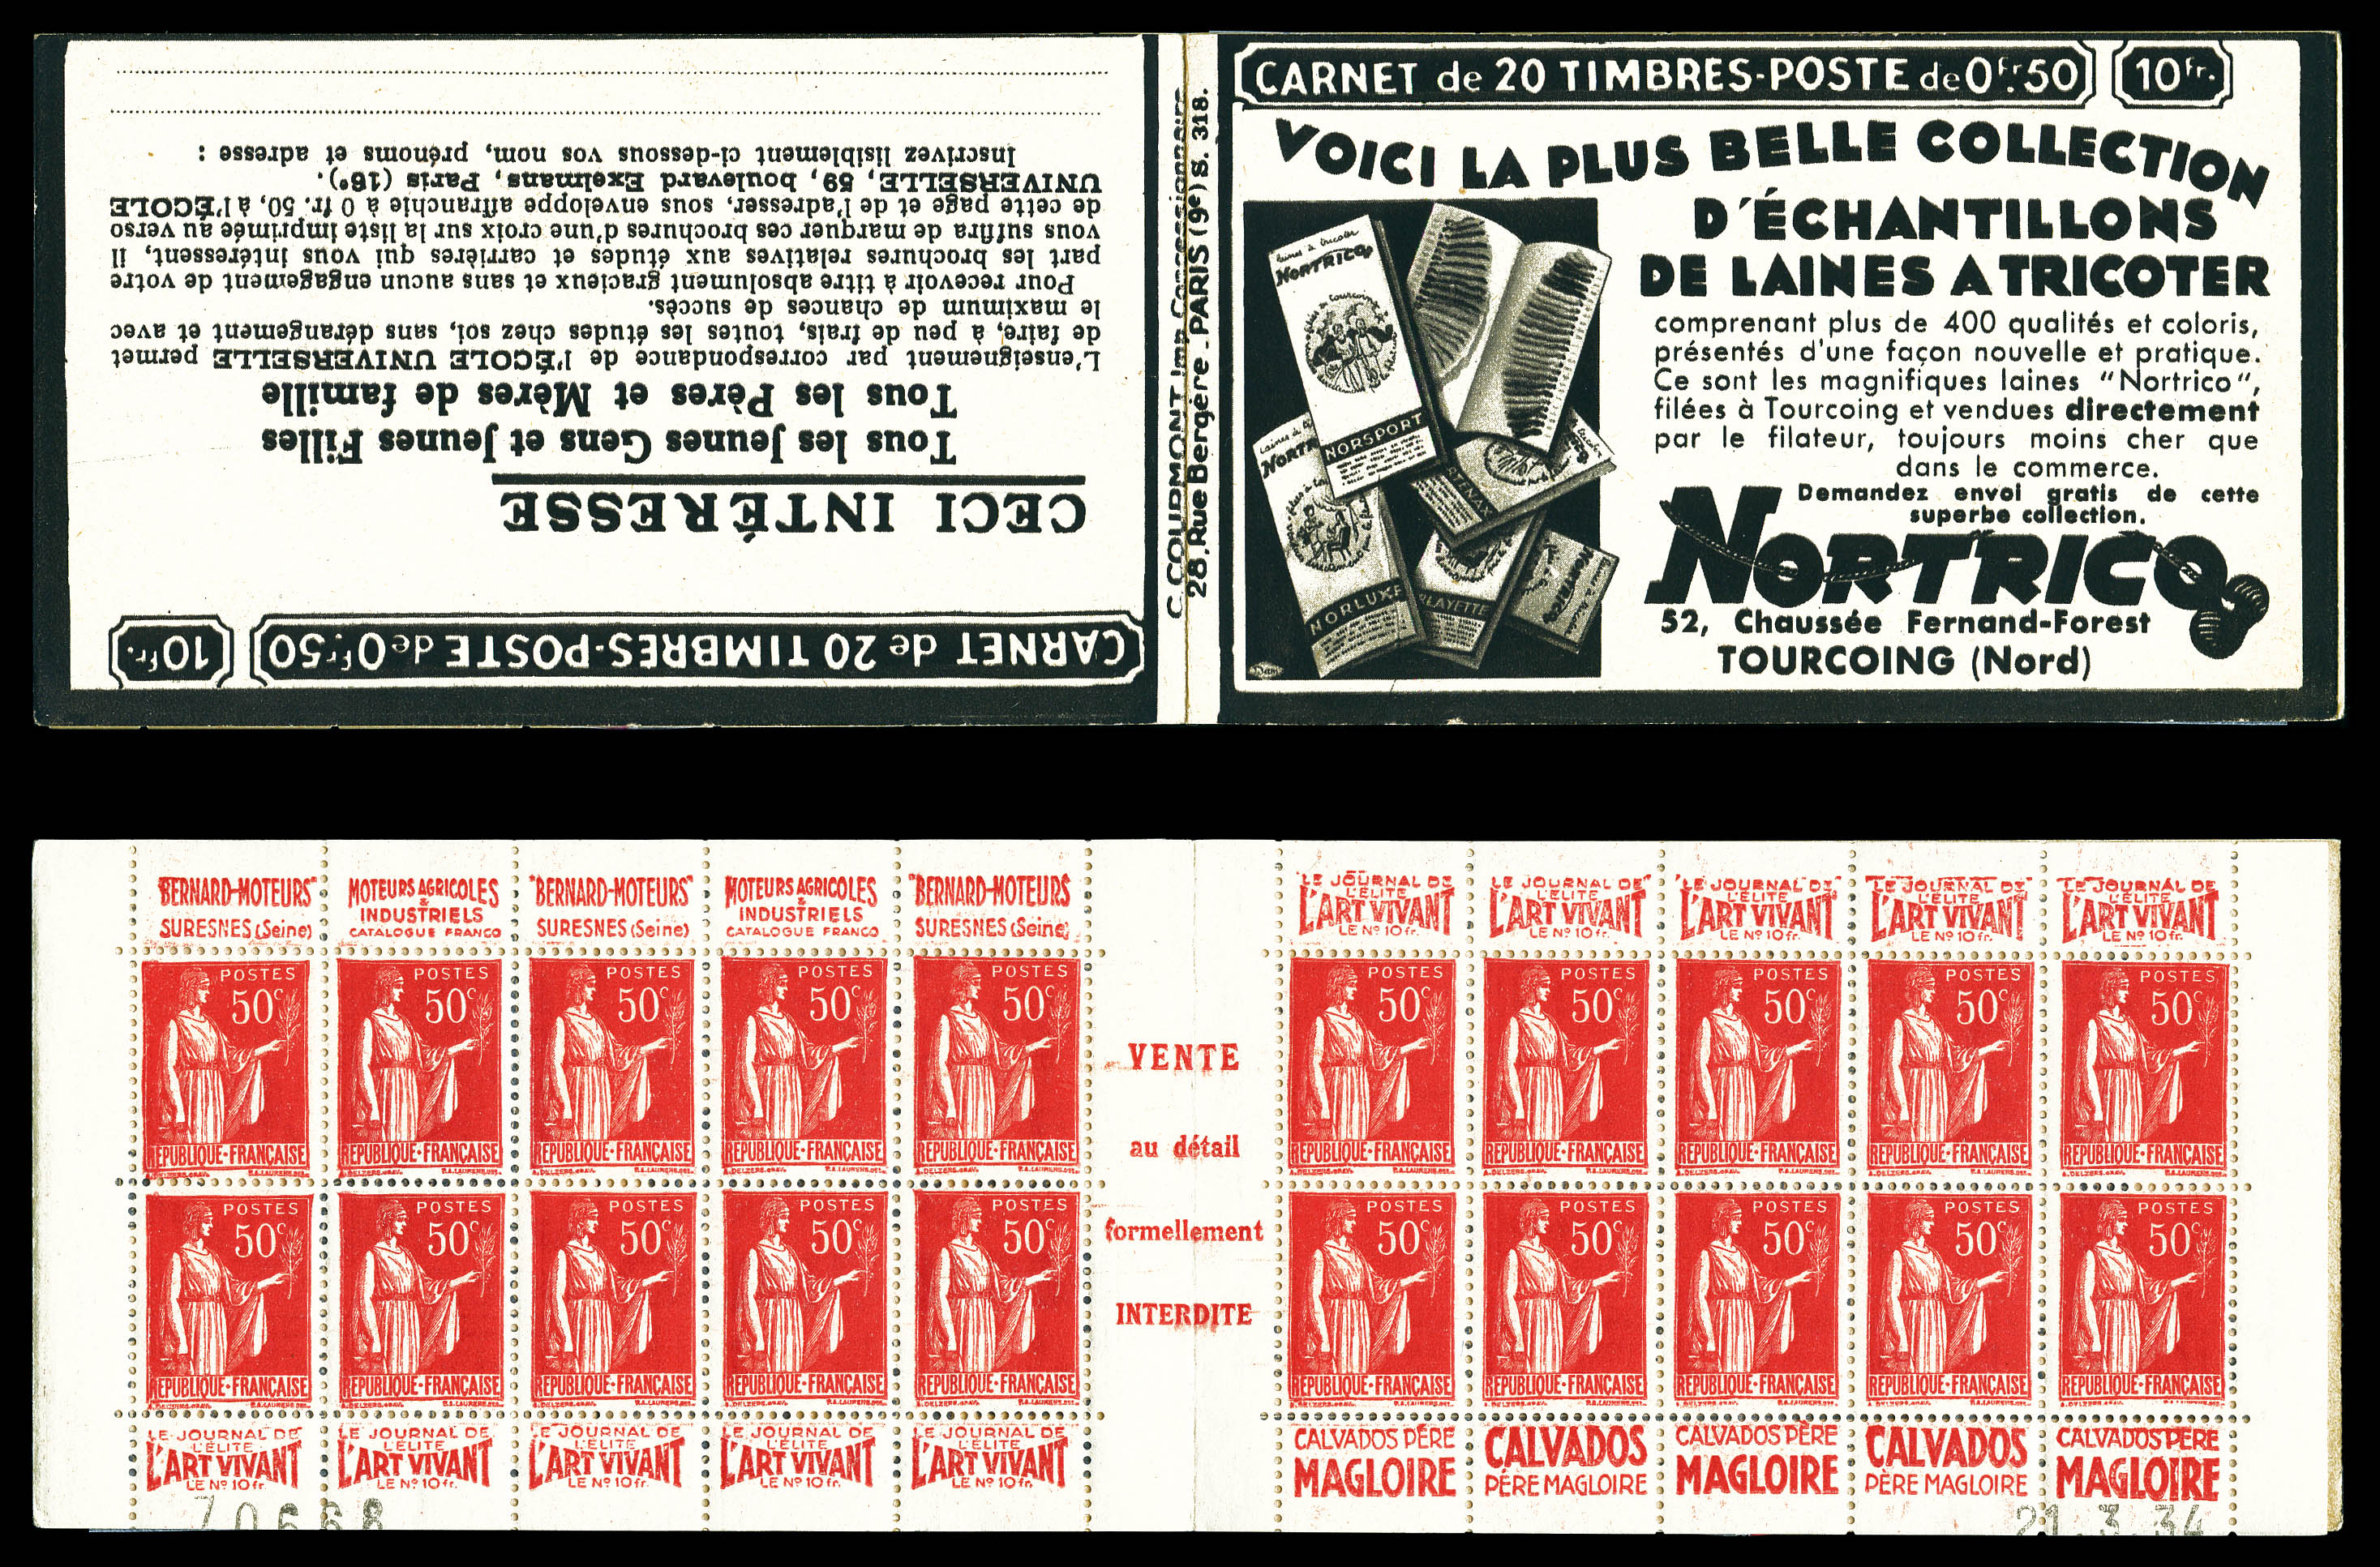 CARNET de 20 TIMBRES-POSTE de 0Fr.50 10Fr.
CECI INTÉRESSE
Tous les Jeunes Gens et Jeunes Filles
Tous les Pères et Mères de famille
L'enseignement par correspondance de l'ÉCOLE UNIVERSELLE permet
de faire, à peu de frais, toutes les études chez soi, sans dérangement et avec
le maximum de chances de succès.
Pour recevoir à titre absolument gracieux et sans aucun engagement de votre
part les brochures relatives aux études et carrières qui vous intéressent, il
vous suffira de marquer ces brochures d'une croix sur la liste imprimée au verso
de cette page et de l'adresser, sous enveloppe affranchie à 0 fr. 50, à l'ÉCOLE
UNIVERSELLE, 59, boulevard Exelmans, Paris (16e).
Inscrivez lisiblement ci-dessous vos nom, prénoms et adresse :
C. COURMONT Imp. Concessionnaire
28, Rue Bergère _ PARIS (9e) S. 318.
CARNET de 20 TIMBRES-POSTE de 0Fr.50 10Fr.
VOICI LA PLUS BELLE COLLECTION
D'ÉCHANTILLONS
DE LAINES A TRICOTER
comprenant plus de 400 qualités et coloris,
présentés d'une façon nouvelle et pratique.
Ce sont les magnifiques laines "Nortrico",
filées à Tourcoing et vendues directement
par le filateur, toujours moins cher que
dans le commerce.
Demandez envoi gratis de cette
superbe collection.
NORTRICO
52, Chaussée Fernand-Forest
TOURCOING (Nord)
laines à tricoter
NORTRICO
NORSPORT
NORLUXE
LAYETTE
"BERNARD-MOTEURS" MOTEURS AGRICOLES "BERNARD-MOTEURS" MOTEURS AGRICOLES "BERNARD-MOTEURS
& &
SURESNES (Seine) INDUSTRIELS SURESNES (Seine) INDUSTRIELS SURESNES (Seine)
CATALOGUE FRANCO CATALOGUE FRANCO
"LE JOURNAL DE "LE JOURNAL DE "LE JOURNAL DE "LE JOURNAL DE "LE JOURNAL DE
L'ÉLITE L'ÉLITE L'ÉLITE L'ÉLITE L'ÉLITE
L'ART VIVANT L'ART VIVANT L'ART VIVANT L'ART VIVANT L'ART VIVANT
LE Nº 10 fr. LE Nº 10 fr. LE Nº 10 fr. LE Nº 10 fr. LE Nº 10 fr.
POSTES POSTES POSTES POSTES POSTES POSTES POSTES POSTES POSTES POSTES
50c 50c 50c 50c 50c 50c 50c 50c 50c 50c
REPUBLIQUE·FRANÇAISE REPUBLIQUE·FRANÇAISE REPUBLIQUE·FRANÇAISE REPUBLIQUE·FRANÇAISE REPUBLIQUE·FRANÇAISE REPUBLIQUE·FRANÇAISE REPUBLIQUE·FRANÇAISE REPUBLIQUE·FRANÇAISE REPUBLIQUE·FRANÇAISE REPUBLIQUE·FRANÇAISE
VENTE
au détail
formellement
INTERDITE
POSTES POSTES POSTES POSTES POSTES POSTES POSTES POSTES POSTES POSTES
50c 50c 50c 50c 50c 50c 50c 50c 50c 50c
REPUBLIQUE·FRANÇAISE REPUBLIQUE·FRANÇAISE REPUBLIQUE·FRANÇAISE REPUBLIQUE·FRANÇAISE REPUBLIQUE·FRANÇAISE REPUBLIQUE·FRANÇAISE REPUBLIQUE·FRANÇAISE REPUBLIQUE·FRANÇAISE REPUBLIQUE·FRANÇAISE REPUBLIQUE·FRANÇAISE
LE JOURNAL DE LE JOURNAL DE LE JOURNAL DE LE JOURNAL DE LE JOURNAL DE
L'ÉLITE L'ÉLITE L'ÉLITE L'ÉLITE L'ÉLITE
L'ART VIVANT L'ART VIVANT L'ART VIVANT L'ART VIVANT L'ART VIVANT
LE Nº 10 fr. LE Nº 10 fr. LE Nº 10 fr. LE Nº 10 fr. LE Nº 10 fr.
CALVADOS PÈRE CALVADOS CALVADOS PÈRE CALVADOS CALVADOS PÈRE
MAGLOIRE PÈRE MAGLOIRE MAGLOIRE PÈRE MAGLOIRE MAGLOIRE
70668
21.3.34